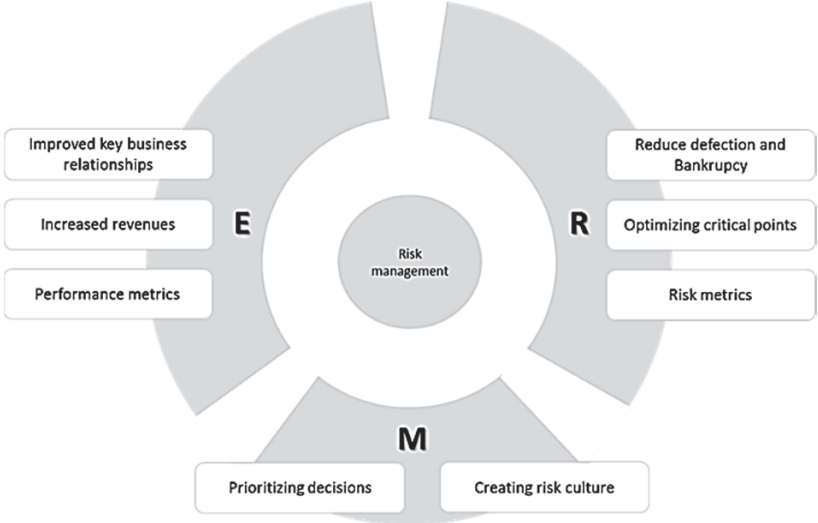 Improved key business
relationships
Increased revenues
Performance metrics
E
Risk
management
R
Reduce defection and
Bankrupcy
Optimizing critical points
Risk metrics
M
Prioritizing decisions
Creating risk culture